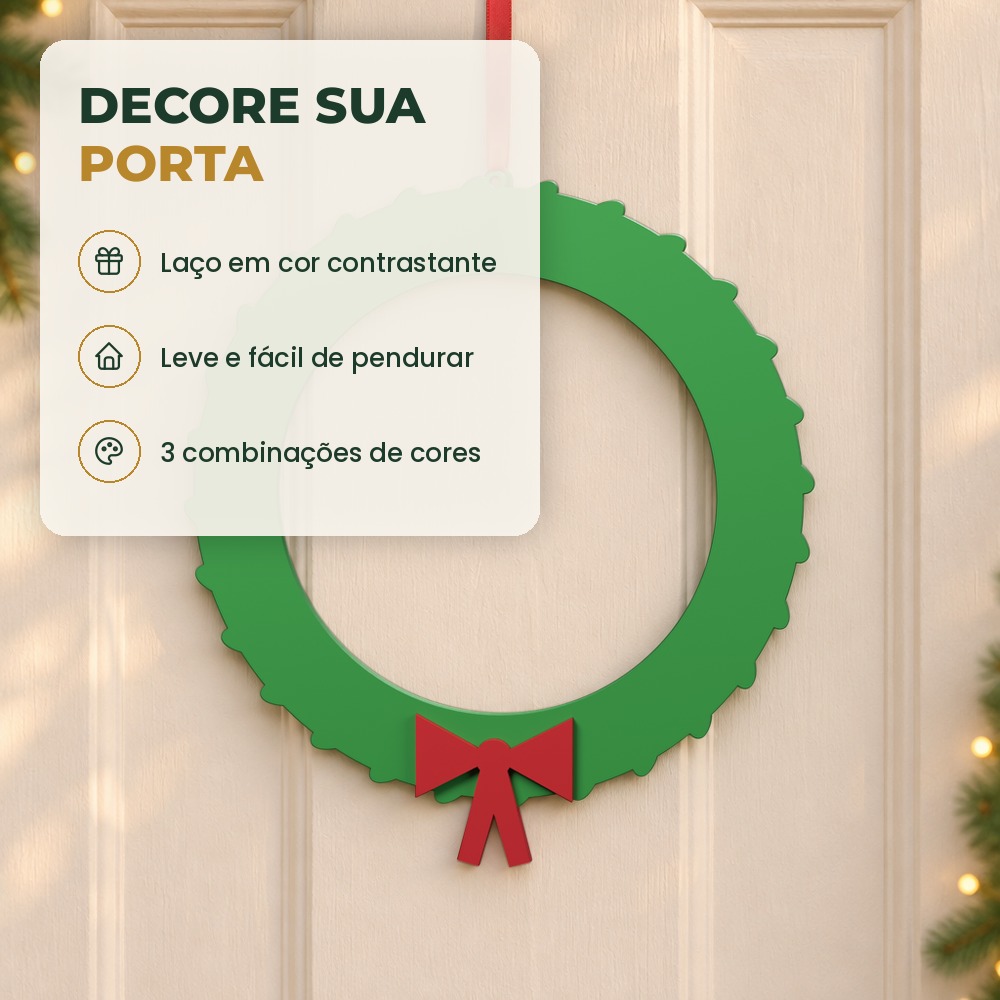 DECORE SUA
PORTA
Laço em cor contrastante
Leve e fácil de pendurar
3 combinações de cores